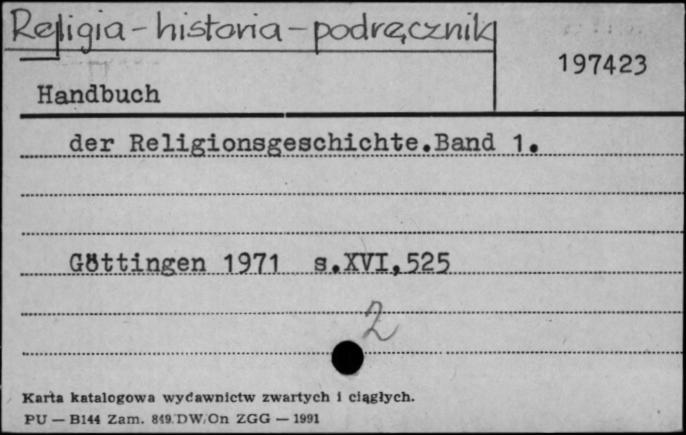 Religia - historia - podręcznik
197423
Handbuch
der Religionsgeschichte.Band 1.
Göttingen 1971 s.XVI,525
2
Karta katalogowa wydawnictw zwartych i ciągłych.
PU — B144 Zam. 849/DW/On ZGG — 1991